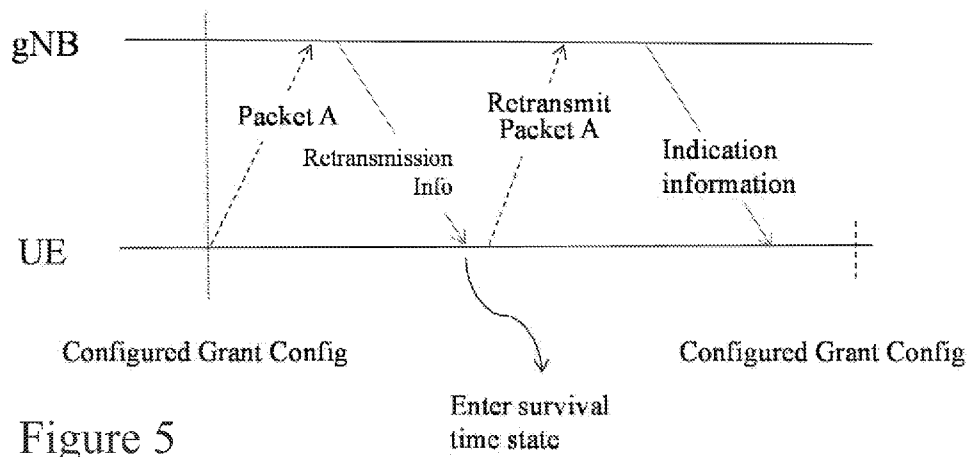 gNB
Packet A
Retransmission
Info
Retransmit
Packet A
Indication
information
UE
Configured Grant Config
Configured Grant Config
Enter survival
time state
Figure 5